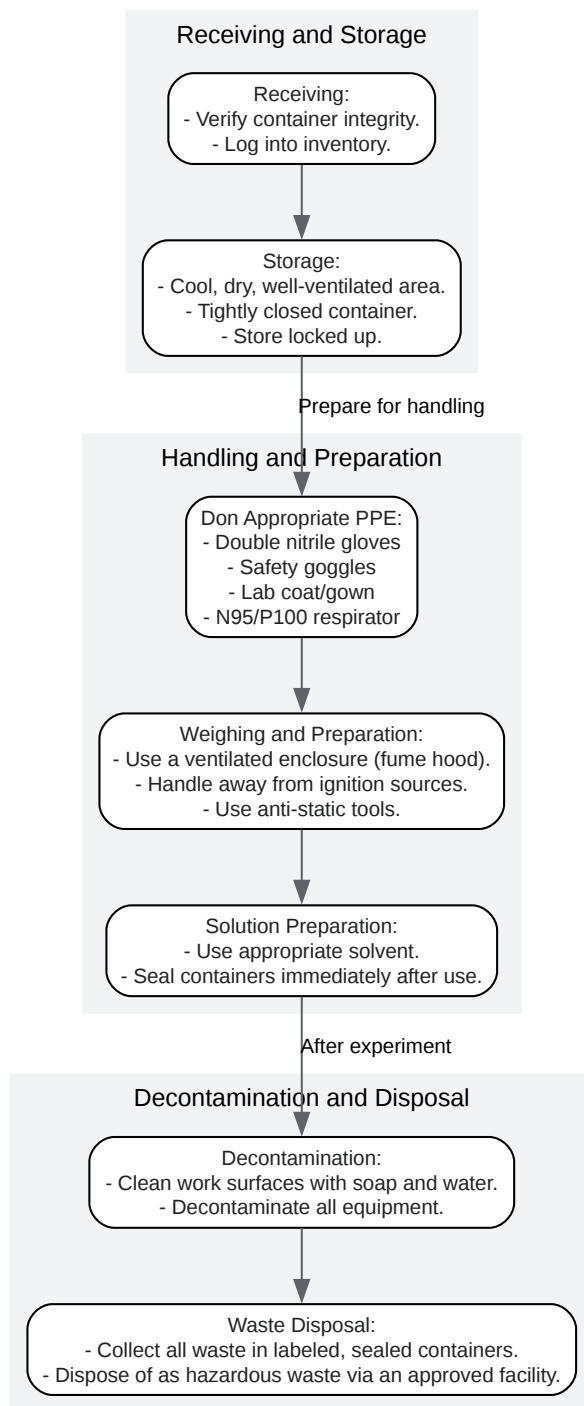 Receiving and Storage
Receiving:
- Verify container integrity.
- Log into inventory.
Storage:
- Cool, dry, well-ventilated area.
- Tightly closed container.
- Store locked up.
Prepare for handling
Handling and Preparation
Don Appropriate PPE:
- Double nitrile gloves
- Safety goggles
- Lab coat/gown
- N95/P100 respirator
Weighing and Preparation:
- Use a ventilated enclosure (fume hood).
- Handle away from ignition sources.
- Use anti-static tools.
Solution Preparation:
- Use appropriate solvent.
- Seal containers immediately after use.
After experiment
Decontamination and Disposal
Decontamination:
- Clean work surfaces with soap and water.
- Decontaminate all equipment.
Waste Disposal:
- Collect all waste in labeled, sealed containers.
- Dispose of as hazardous waste via an approved facility.